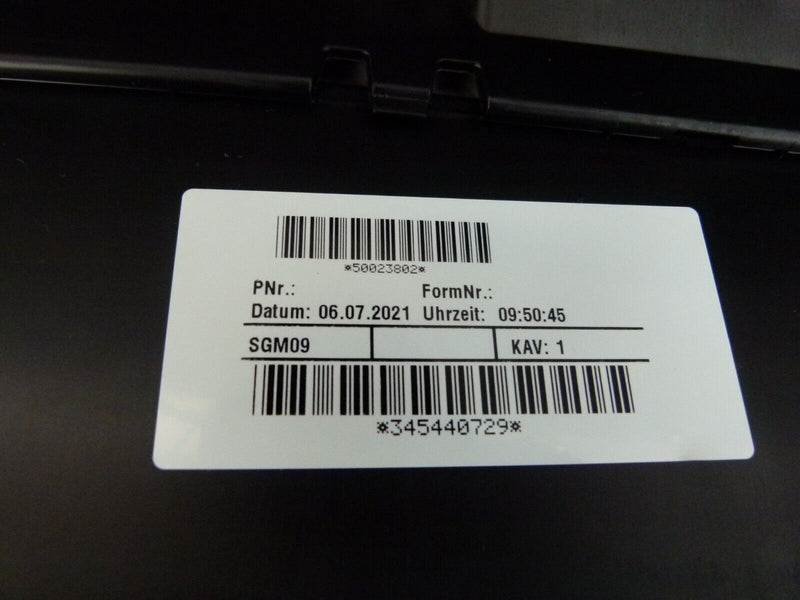 *50023802*
PNr.: FormNr.:
Datum: 06.07.2021 Uhrzeit: 09:50:45
SGM09 KAV: 1
*345440729*